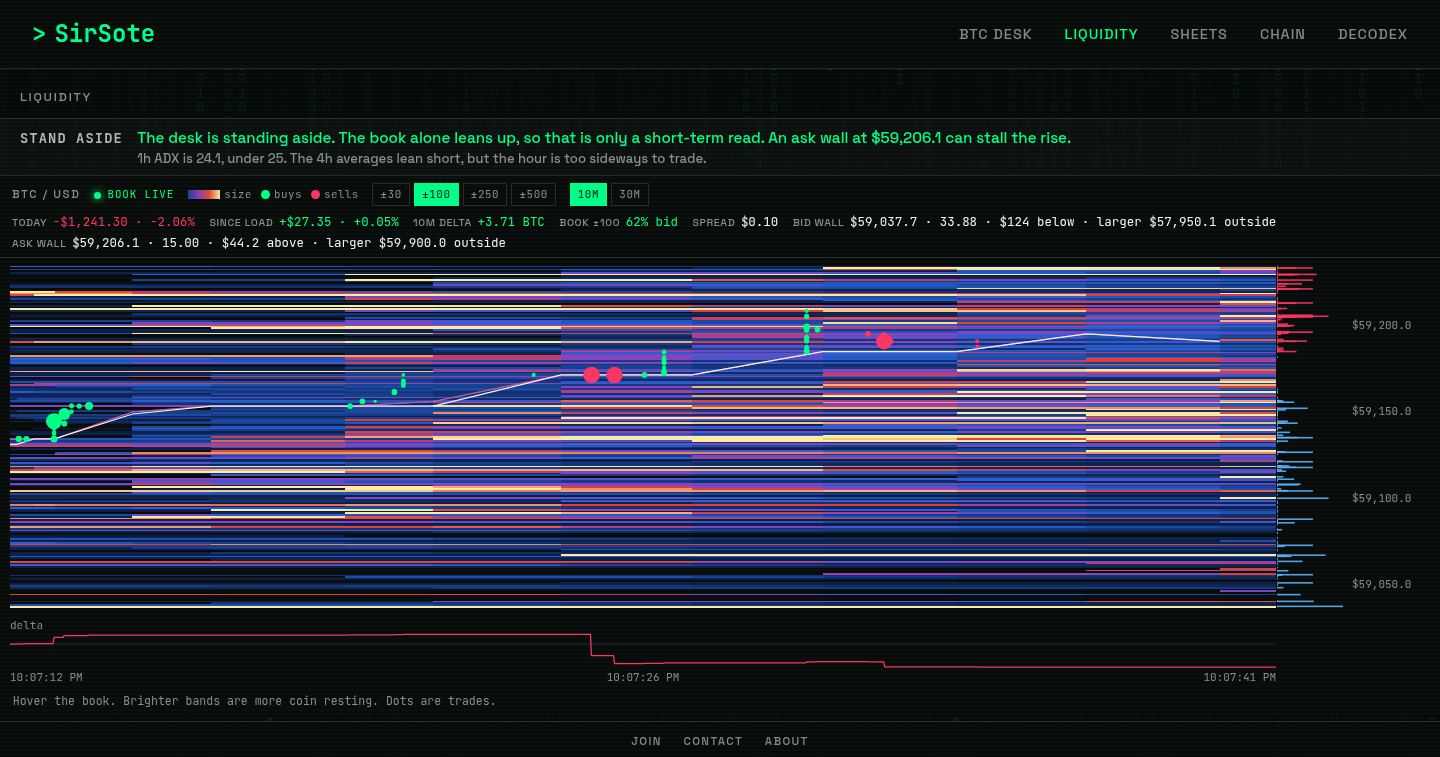 > SirSote
BTC DESK LIQUIDITY SHEETS CHAIN DECODEX
LIQUIDITY
STAND ASIDE The desk is standing aside. The book alone leans up, so that is only a short-term read. An ask wall at $59,206.1 can stall the rise.
1h ADX is 24.1, under 25. The 4h averages lean short, but the hour is too sideways to trade.
BTC / USD BOOK LIVE size buys sells ±30 ±100 ±250 ±500 10M 30M
TODAY -$1,241.30 · -2.06% SINCE LOAD +$27.35 · +0.05% 10M DELTA +3.71 BTC BOOK ±100 62% bid SPREAD $0.10 BID WALL $59,037.7 · 33.88 · $124 below · larger $57,950.1 outside
ASK WALL $59,206.1 · 15.00 · $44.2 above · larger $59,900.0 outside
$59,200.0
$59,150.0
$59,100.0
$59,050.0
delta
10:07:12 PM 10:07:26 PM 10:07:41 PM
Hover the book. Brighter bands are more coin resting. Dots are trades.
JOIN CONTACT ABOUT